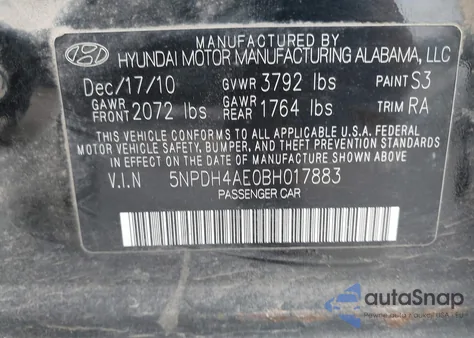 MANUFACTURED BY
HYUNDAI MOTOR MANUFACTURING ALABAMA, LLC
Dec/17/10 GVWR 3792 lbs PAINT S3
GAWR FRONT 2072 lbs GAWR REAR 1764 lbs TRIM RA
THIS VEHICLE CONFORMS TO ALL APPLICABLE U.S.A. FEDERAL
MOTOR VEHICLE SAFETY, BUMPER, AND THEFT PREVENTION
STANDARDS IN EFFECT ON THE DATE OF MANUFACTURE SHOWN ABOVE.
V.I.N 5NPDH4AE0BH017883
PASSENGER CAR
autoSnap